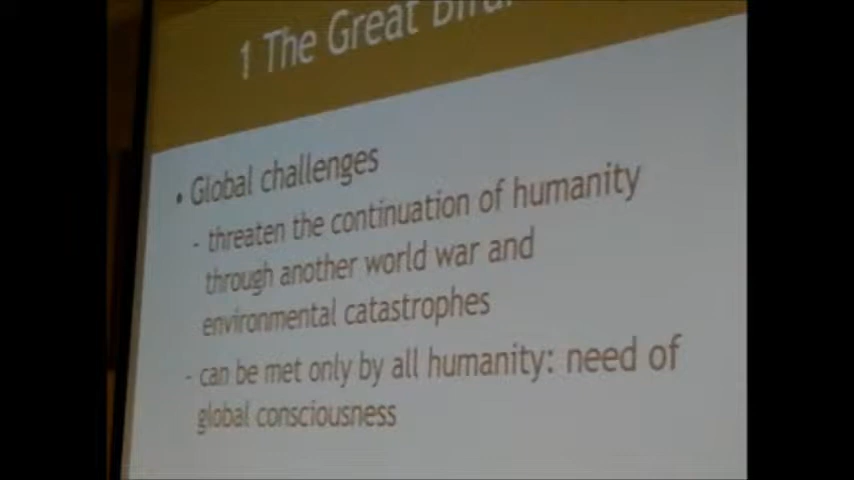 1 The Great
• Global challenges
- threaten the continuation of humanity
through another world war and
environmental catastrophes
- can be met only by all humanity: need of
global consciousness